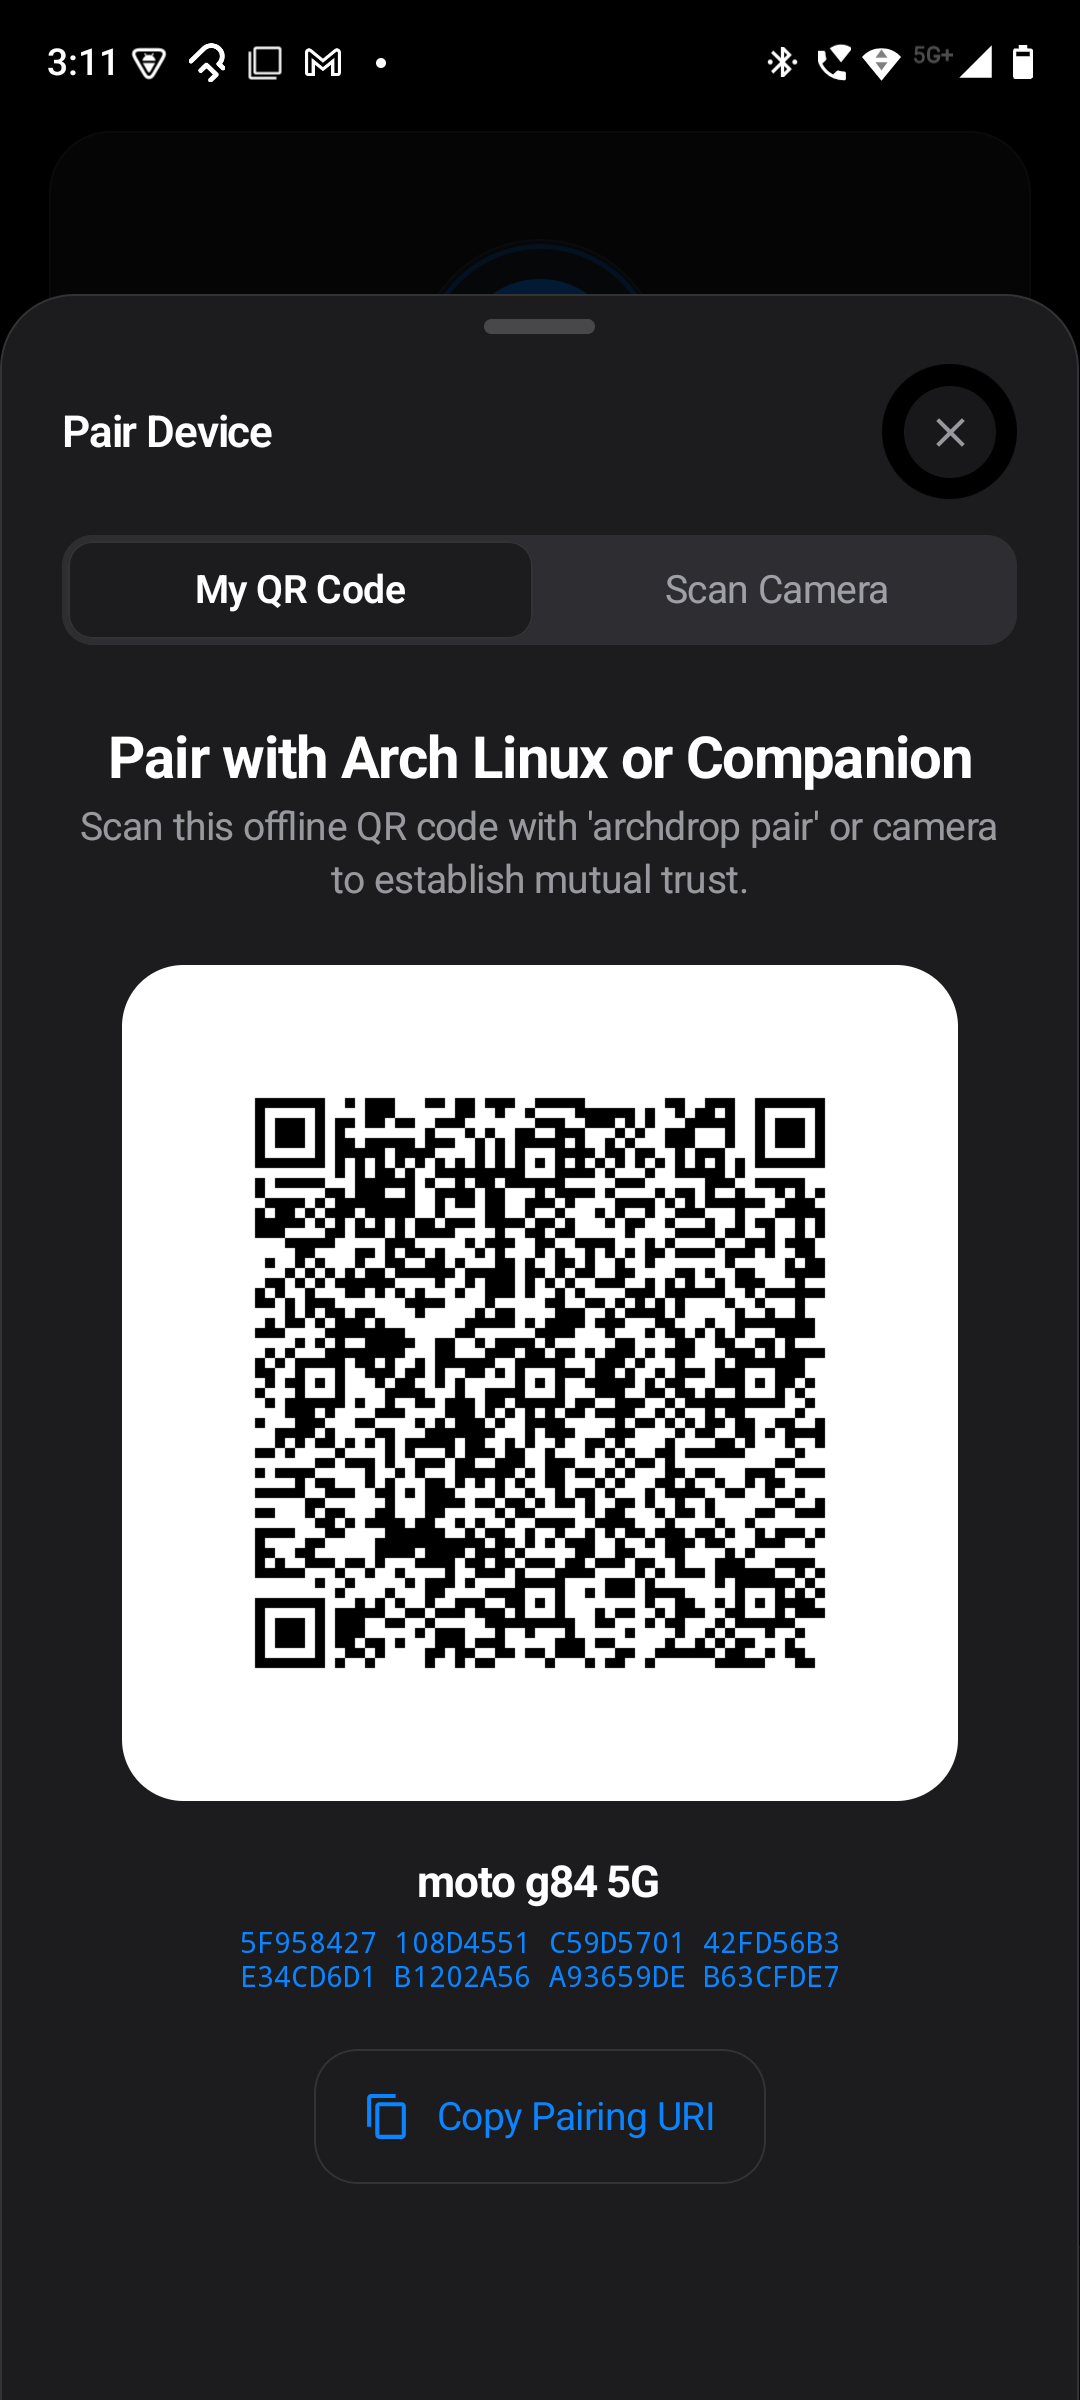 3:11
5G+
Pair Device
My QR Code
Scan Camera
Pair with Arch Linux or Companion
Scan this offline QR code with 'archdrop pair' or camera
to establish mutual trust.
moto g84 5G
5F958427 108D4551 C59D5701 42FD56B3
E34CD6D1 B1202A56 A93659DE B63CFDE7
Copy Pairing URI